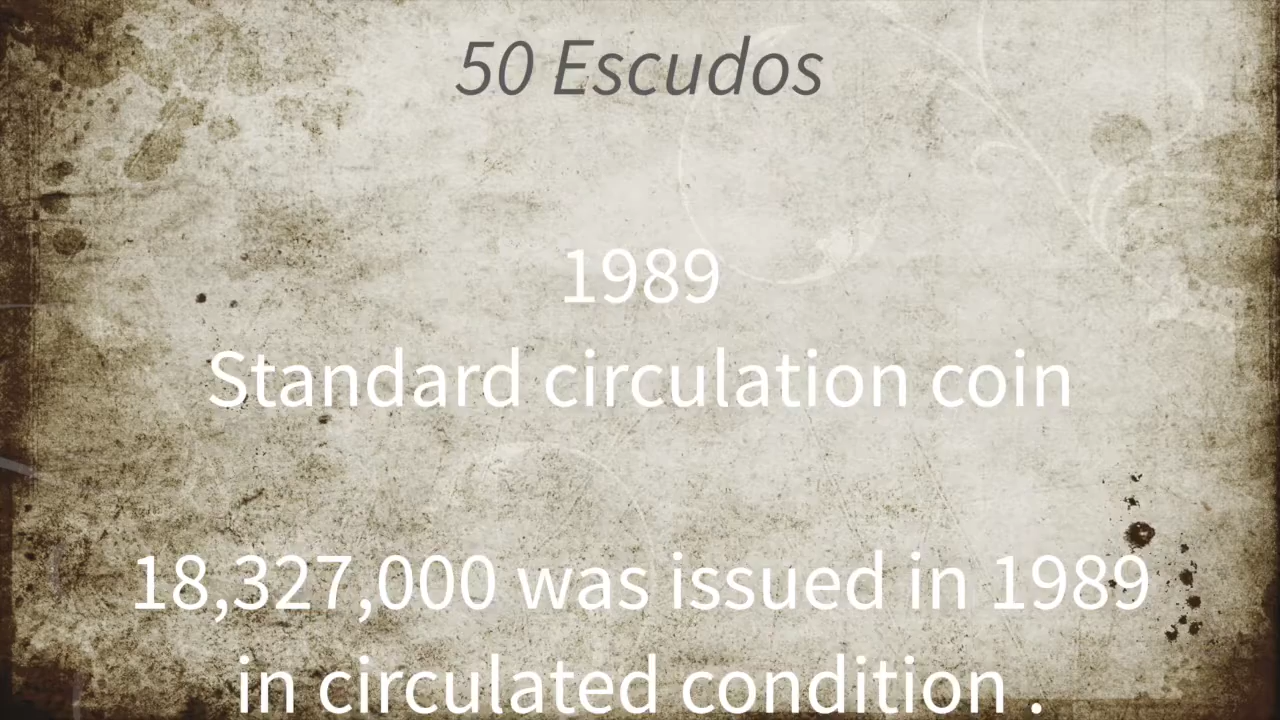 50 Escudos
1989
Standard circulation coin
18,327,000 was issued in 1989
in circulated condition .